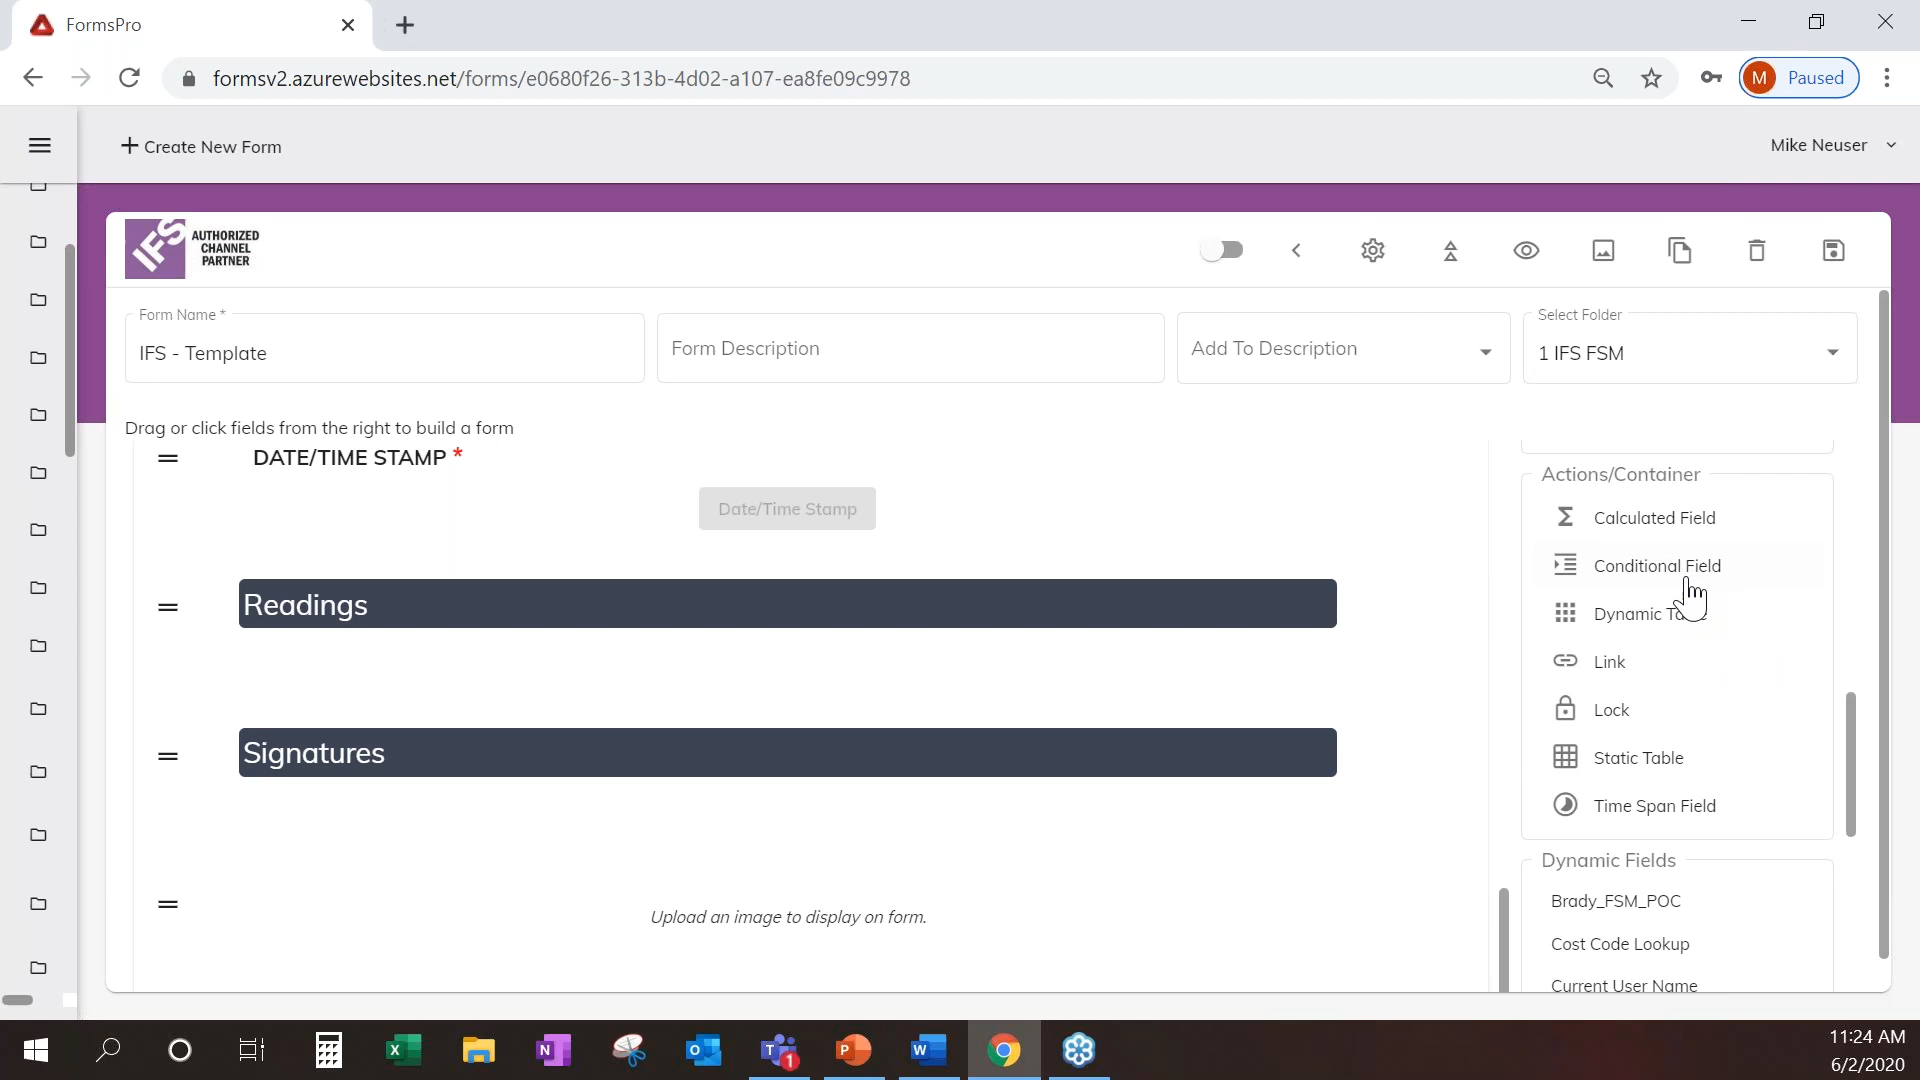 FormsPro
formsv2.azurewebsites.net/forms/e0680f26-313b-4d02-a107-ea8fe09c9978
M Paused
Create New Form
Mike Neuser
IFS
AUTHORIZED
CHANNEL
PARTNER
Form Name *
IFS - Template
Form Description
Add To Description
Select Folder
1 IFS FSM
Drag or click fields from the right to build a form
DATE/TIME STAMP *
Date/Time Stamp
Readings
Signatures
Upload an image to display on form.
Actions/Container
Calculated Field
Conditional Field
Dynamic
Link
Lock
Static Table
Time Span Field
Dynamic Fields
Brady_FSM_POC
Cost Code Lookup
Current User Name
N
T
1
P
W
11:24 AM
6/2/2020